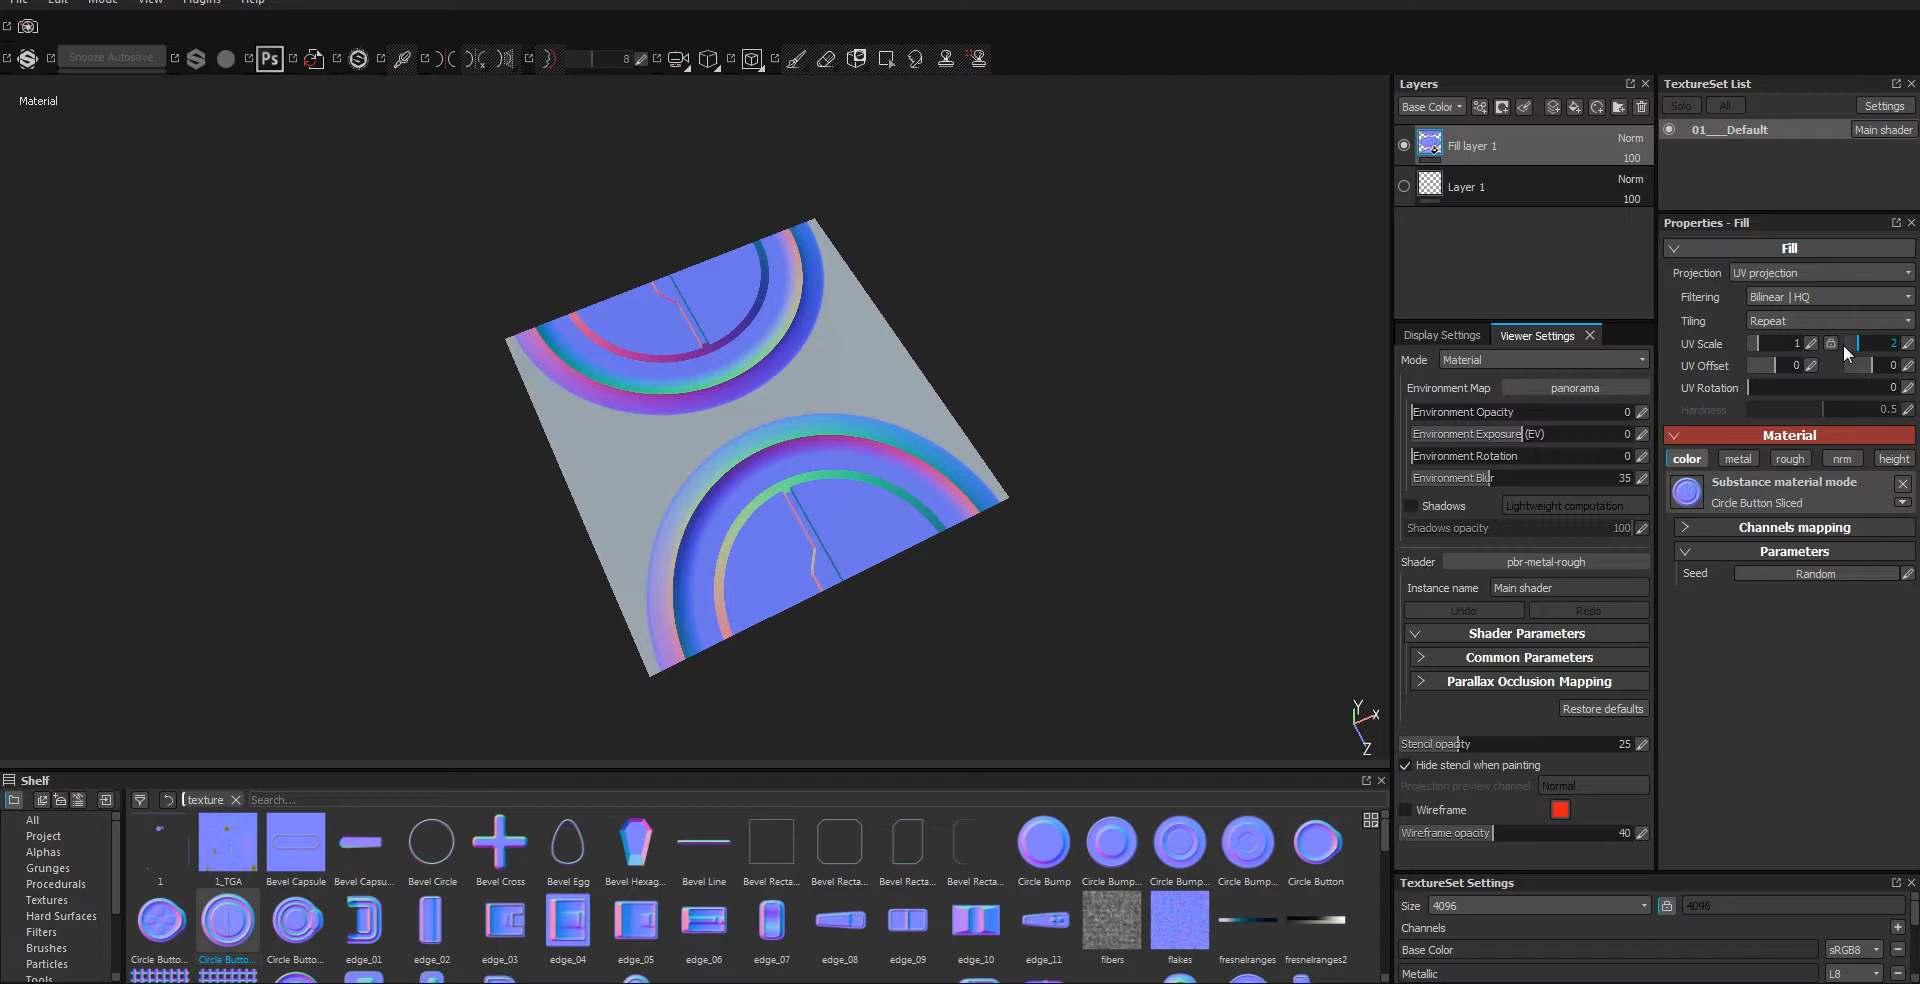 File Edit Mode View Plugins Help
Snooze Autosave
Ps
8
Material
Y
X
Z
Layers
Base Color
Fill layer 1
Norm
100
Layer 1
Norm
100
TextureSet List
Solo All Settings
01___Default Main shader
Properties - Fill
Fill
Projection UV projection
Filtering Bilinear | HQ
Tiling Repeat
UV Scale 1 2
UV Offset 0 0
UV Rotation 0
Hardness 0.5
Material
color metal rough nrm height
Substance material mode
Circle Button Sliced
Channels mapping
Parameters
Seed Random
Display Settings Viewer Settings
Mode Material
Environment Map panorama
Environment Opacity 0
Environment Exposure (EV) 0
Environment Rotation 0
Environment Blur 35
Shadows Lightweight computation
Shadows opacity 100
Shader pbr-metal-rough
Instance name Main shader
Undo Redo
Shader Parameters
Common Parameters
Parallax Occlusion Mapping
Restore defaults
Stencil opacity 25
Hide stencil when painting
Projection preview channel Normal
Wireframe
Wireframe opacity 40
TextureSet Settings
Size 4096 4096
Channels
Base Color sRGB8
Metallic L8
Shelf
texture Search...
All
Project
Alphas
Grunges
Procedurals
Textures
Hard Surfaces
Filters
Brushes
Particles
Tools
1 1_TGA Bevel Capsule Bevel Capsu... Bevel Circle Bevel Cross Bevel Egg Bevel Hexag... Bevel Line Bevel Recta... Bevel Recta... Bevel Recta... Bevel Recta... Circle Bump Circle Bump... Circle Bump... Circle Bump... Circle Button
Circle Butto... Circle Butto... Circle Butto... edge_01 edge_02 edge_03 edge_04 edge_05 edge_06 edge_07 edge_08 edge_09 edge_10 edge_11 fibers flakes fresnelranges fresnelranges2